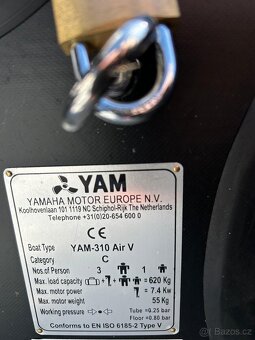 YAM
YAMAHA MOTOR EUROPE N.V.
Koolhovenlaan 101 1119 NC Schiphol-Rijk The Netherlands
Telephone +31(0)20-654 600 0
CE
Boat Type YAM-310 Air V
Category C
Nos.of Person 3 1
Max. load capacity + + = 620 Kg
Max. motor power = 7.4 Kw
Max. motor weight 55 Kg
Working pressure Tube =0.25 bar
Floor =0.80 bar
Conforms to EN ISO 6185-2 Type V
sbazar.cz